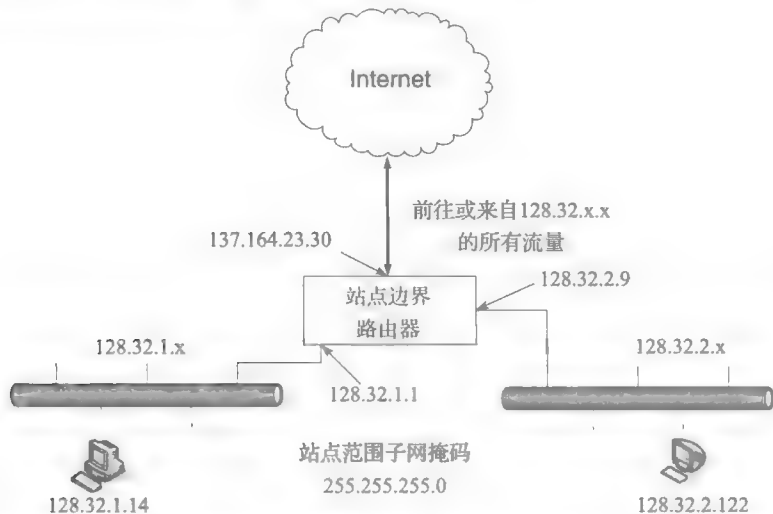 Internet
前往或来自128.32.x.x
的所有流量
137.164.23.30
128.32.2.9
站点边界
路由器
128.32.1.x
128.32.2.x
128.32.1.1
站点范围子网掩码
255.255.255.0
128.32.1.14
128.32.2.122